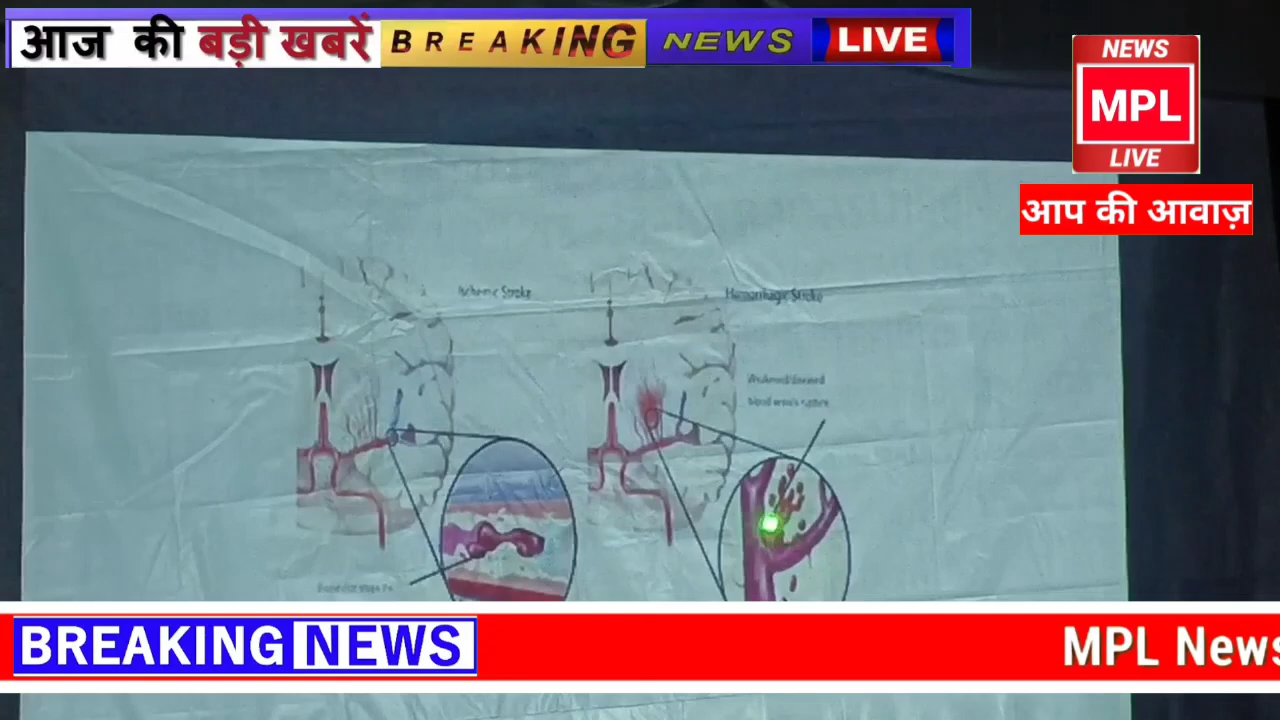 आज की बड़ी खबरें BREAKING NEWS LIVE
NEWS
MPL
LIVE
आप की आवाज़
Ischemic Stroke
Hemorrhagic Stroke
BREAKING NEWS
MPL News